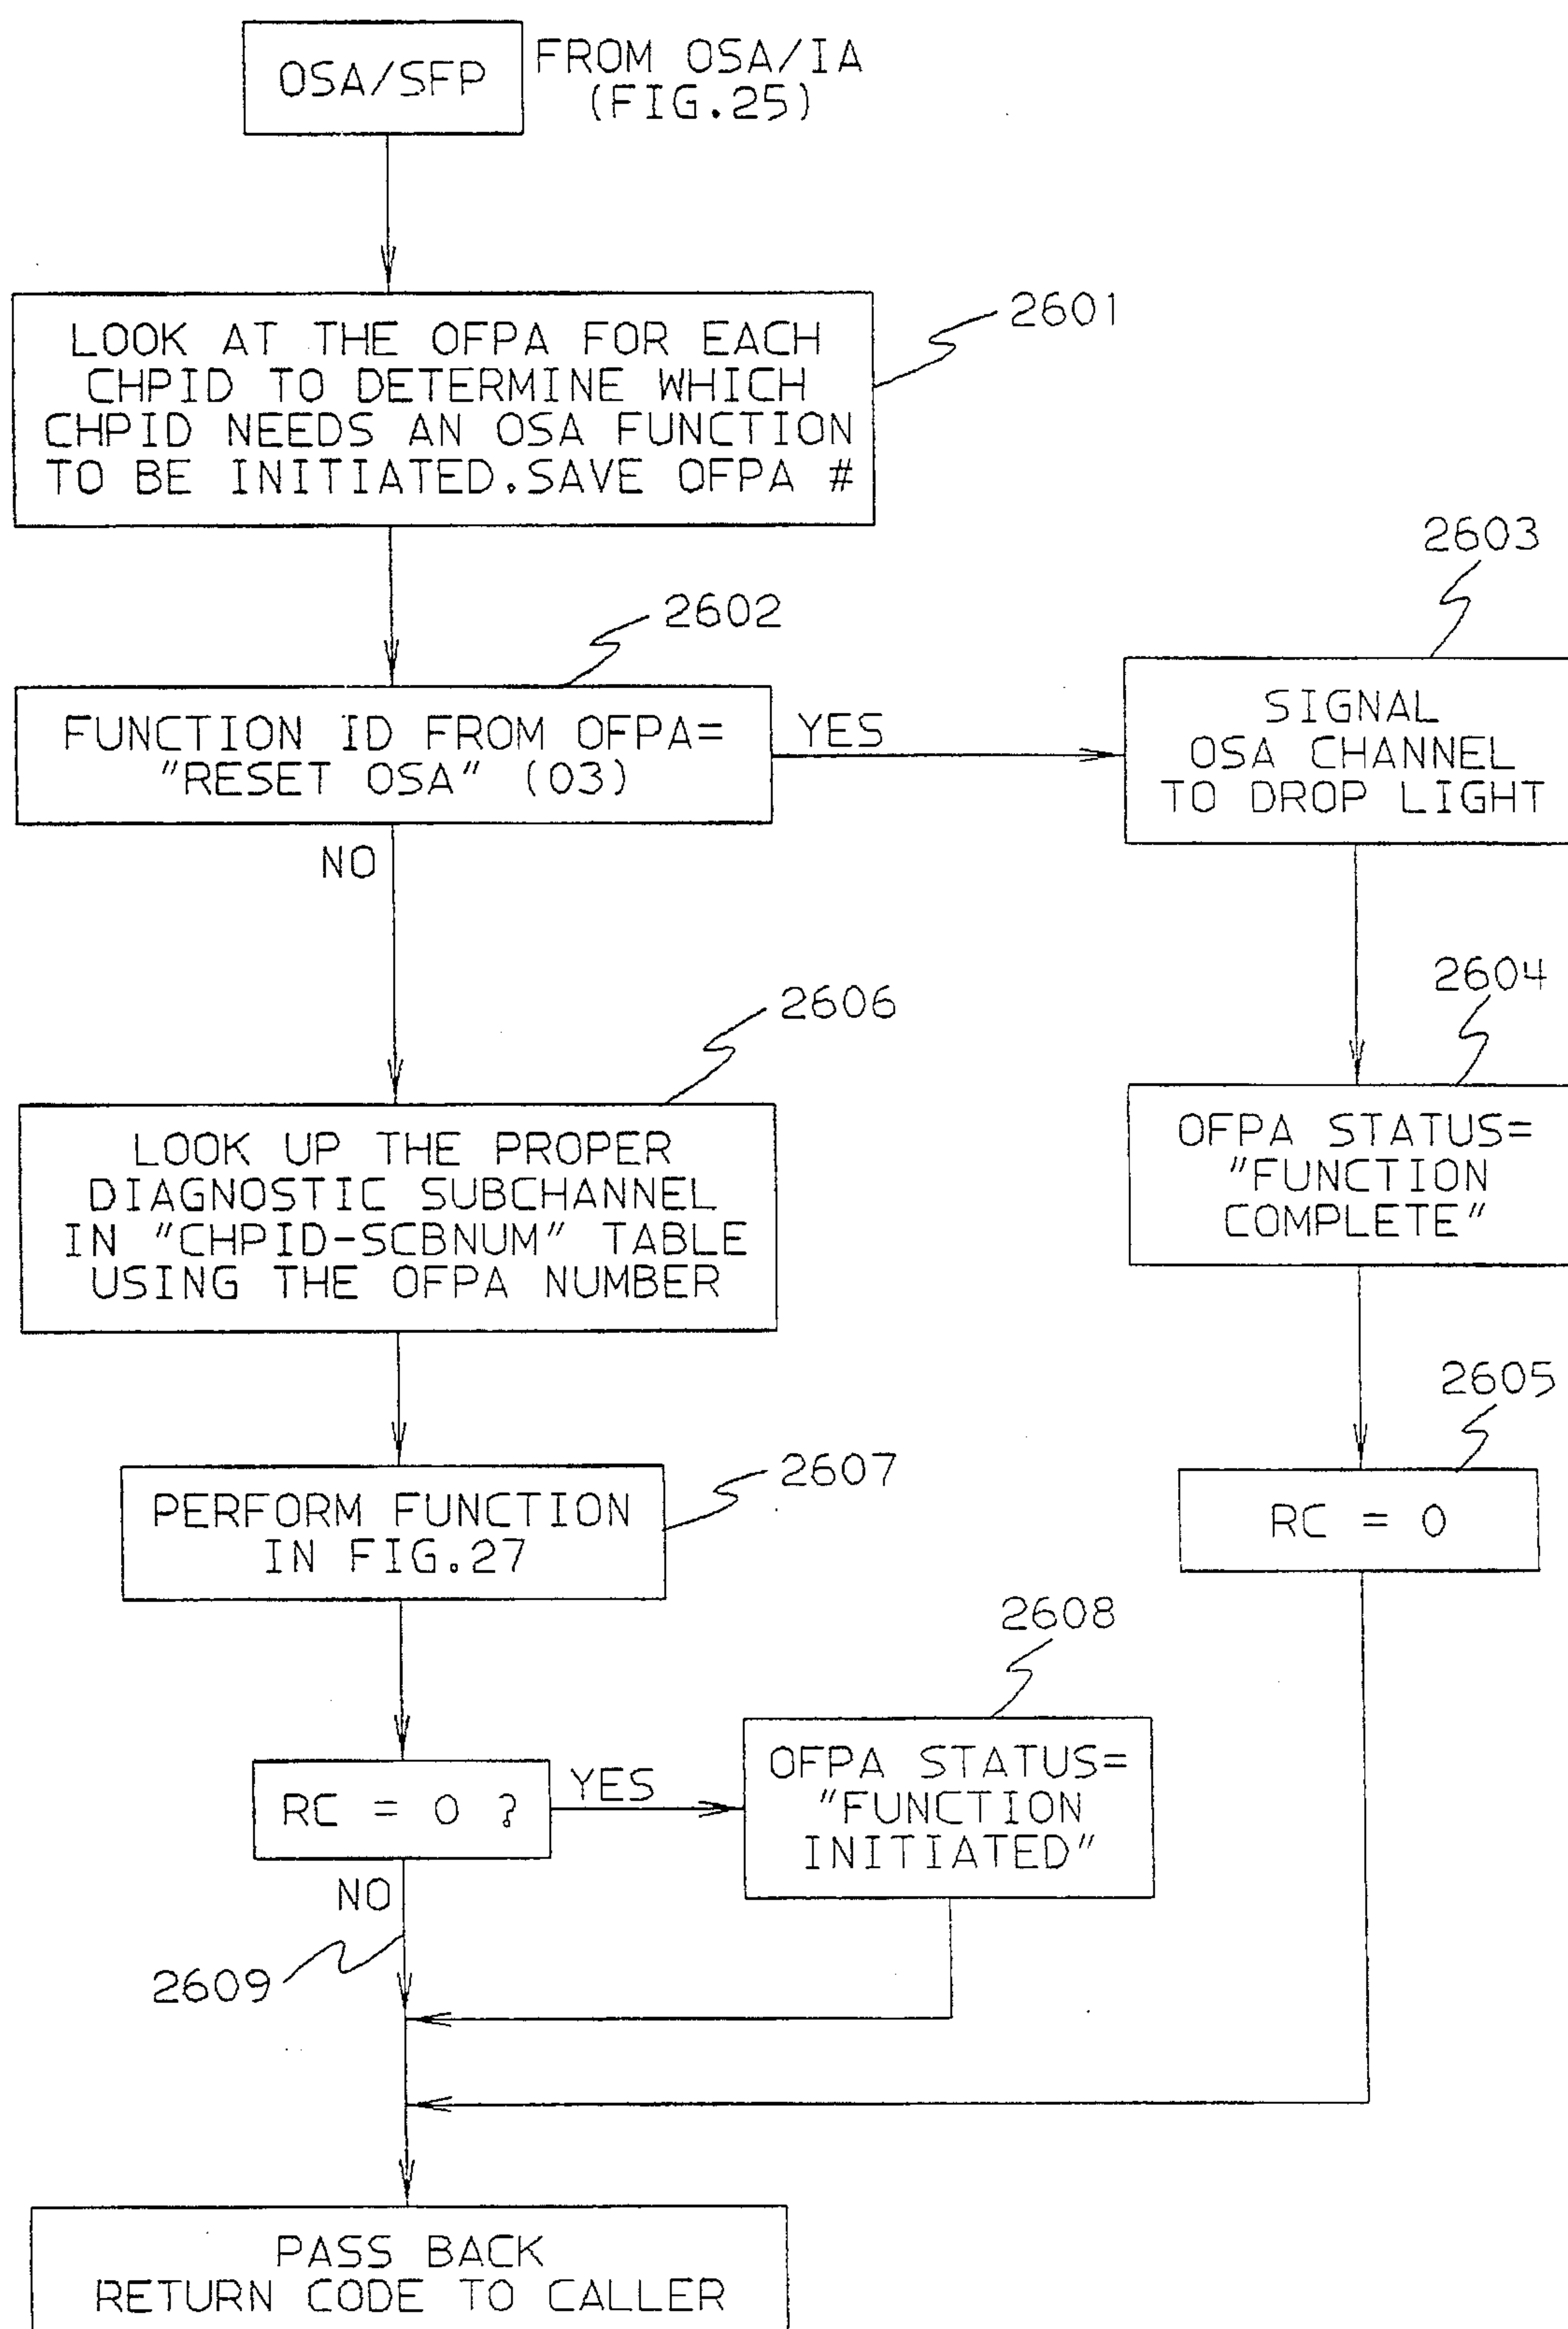 OSA/SFP
FROM OSA/IA
(FIG.25)
2601
LOOK AT THE OFPA FOR EACH
CHPID TO DETERMINE WHICH
CHPID NEEDS AN OSA FUNCTION
TO BE INITIATED.SAVE OFPA #
2602
2603
FUNCTION ID FROM OFPA=
"RESET OSA" (03)
YES
NO
SIGNAL
OSA CHANNEL
TO DROP LIGHT
2604
OFPA STATUS=
"FUNCTION
COMPLETE"
2605
RC = 0
2606
LOOK UP THE PROPER
DIAGNOSTIC SUBCHANNEL
IN "CHPID-SCBNUM" TABLE
USING THE OFPA NUMBER
2607
PERFORM FUNCTION
IN FIG.27
2608
RC = 0 ?
YES
NO
OFPA STATUS=
"FUNCTION
INITIATED"
2609
PASS BACK
RETURN CODE TO CALLER